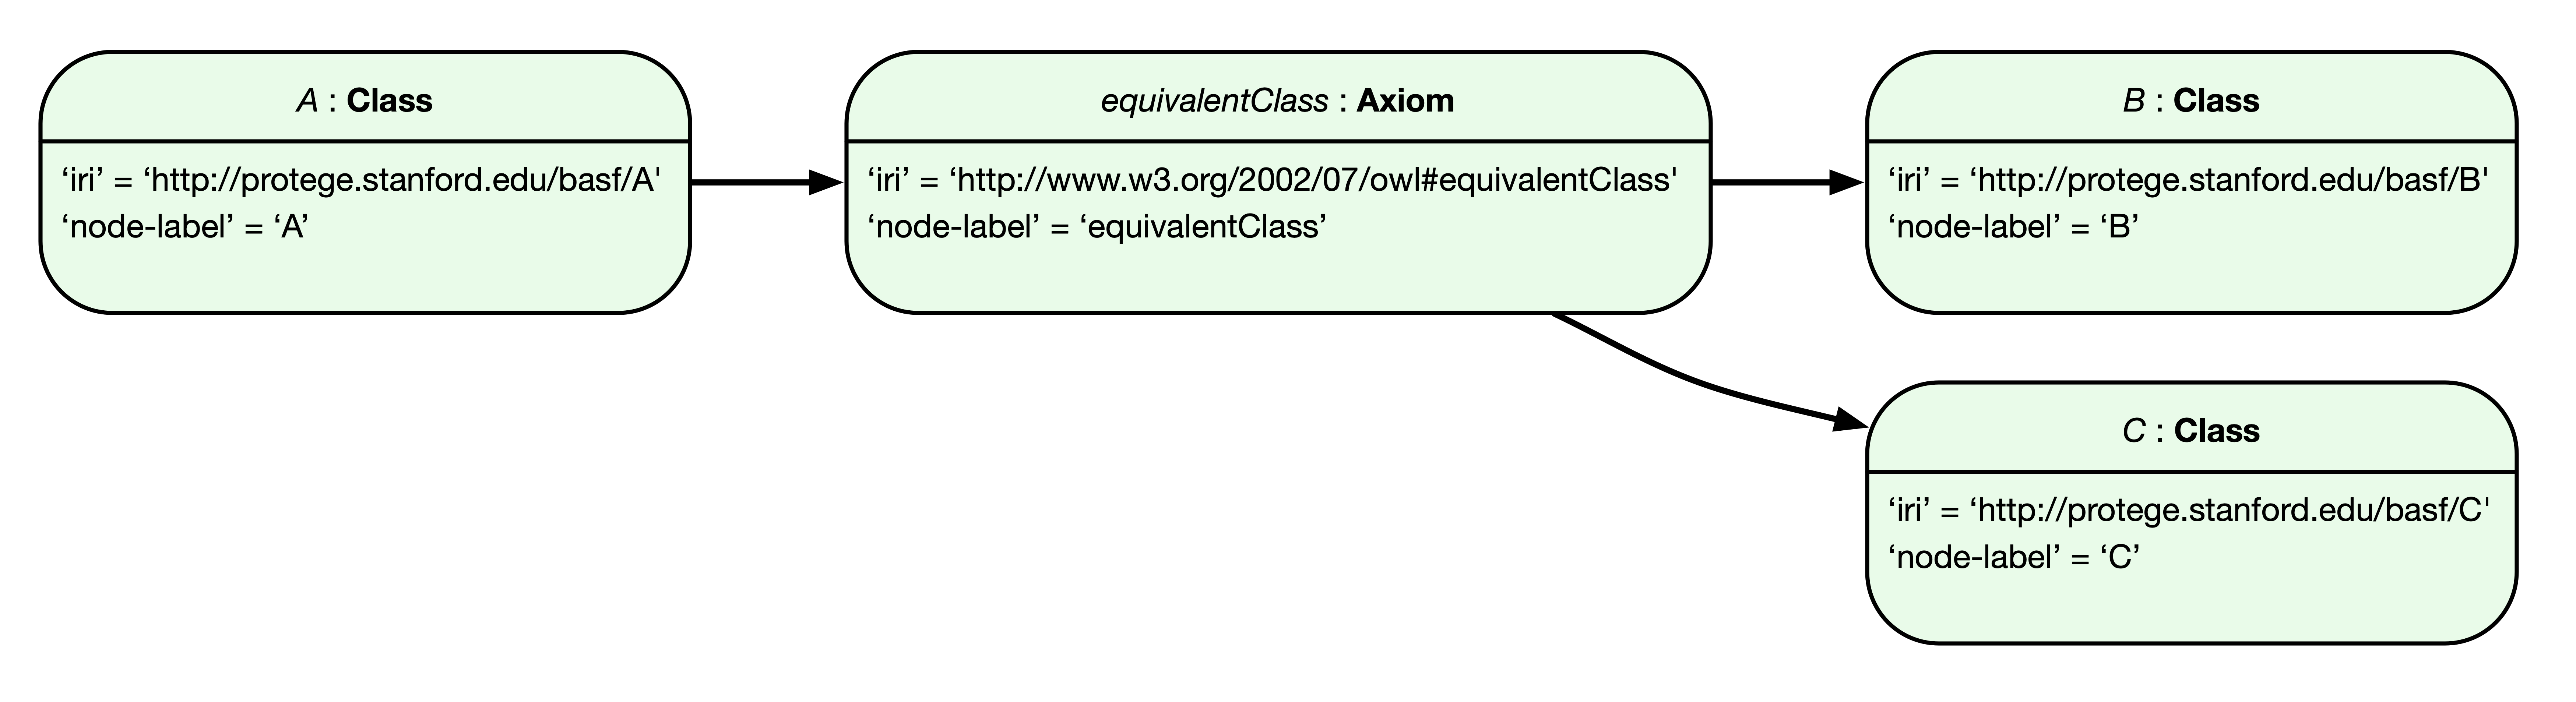 A : Class
‘iri’ = ‘http://protege.stanford.edu/basf/A'
‘node-label’ = ‘A’
equivalentClass : Axiom
‘iri’ = ‘http://www.w3.org/2002/07/owl#equivalentClass'
‘node-label’ = ‘equivalentClass’
B : Class
‘iri’ = ‘http://protege.stanford.edu/basf/B'
‘node-label’ = ‘B’
C : Class
‘iri’ = ‘http://protege.stanford.edu/basf/C'
‘node-label’ = ‘C’